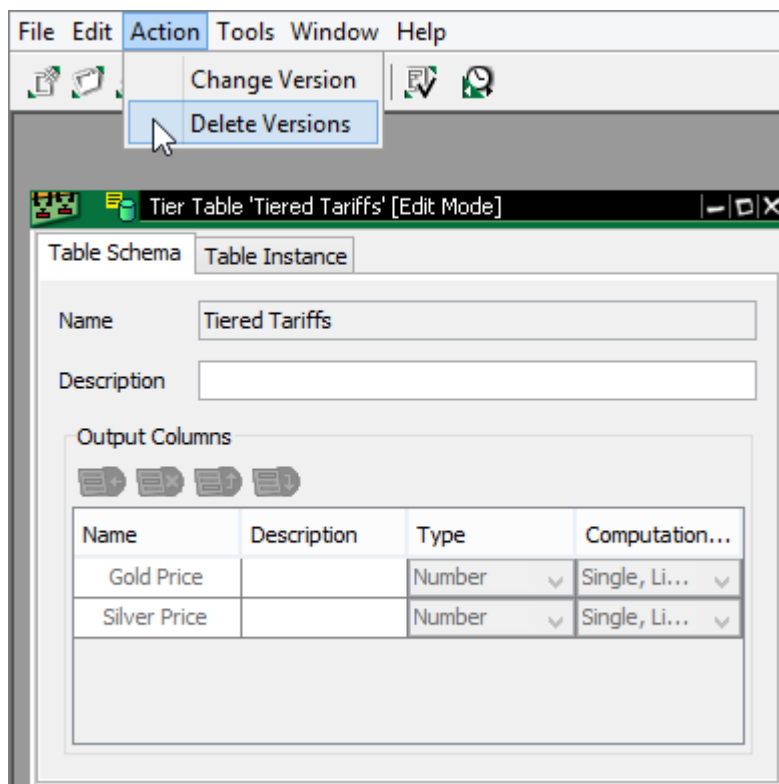 File Edit Action Tools Window Help
Change Version
Delete Versions
Tier Table 'Tiered Tariffs' [Edit Mode]
Table Schema Table Instance
Name Tiered Tariffs
Description
Output Columns
Name Description Type Computation...
Gold Price Number Single, Li...
Silver Price Number Single, Li...